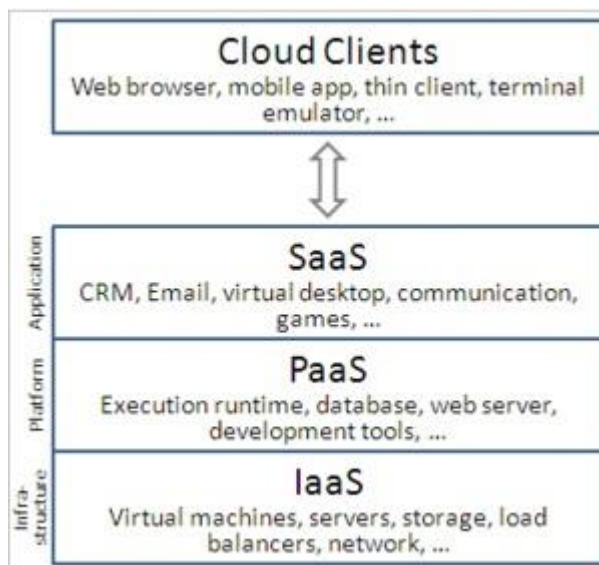 Cloud Clients
Web browser, mobile app, thin client, terminal
emulator, ...
Application
SaaS
CRM, Email, virtual desktop, communication,
games, ...
Platform
PaaS
Execution runtime, database, web server,
development tools, ...
Infra-
structure
IaaS
Virtual machines, servers, storage, load
balancers, network, ...